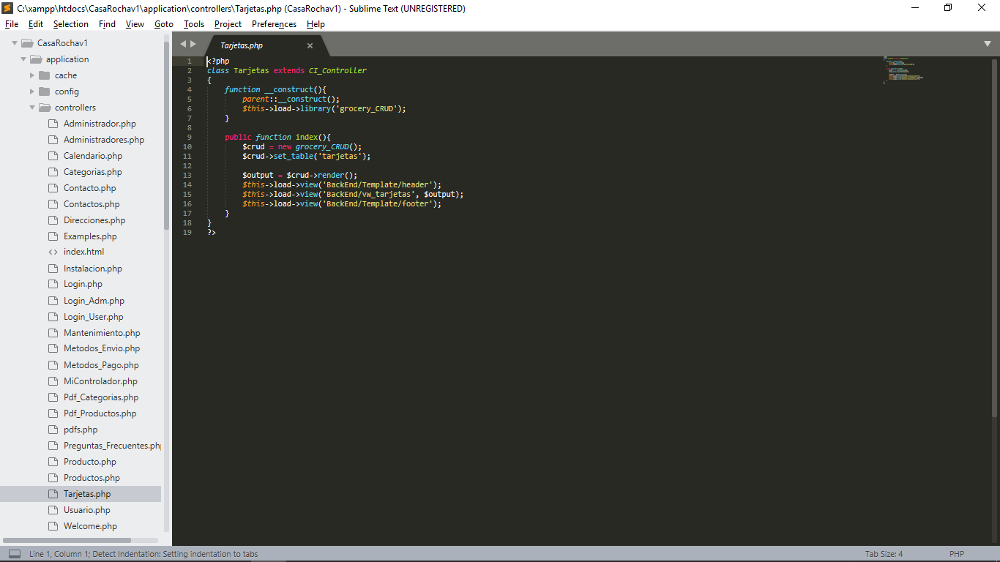 C:\xampp\htdocs\CasaRochav1\application\controllers\Tarjetas.php (CasaRochav1) - Sublime Text (UNREGISTERED)
File Edit Selection Find View Goto Tools Project Preferences Help
CasaRochav1
application
cache
config
controllers
Administrador.php
Administradores.php
Calendario.php
Categorias.php
Contacto.php
Contactos.php
Direcciones.php
Examples.php
index.html
Instalacion.php
Login.php
Login_Adm.php
Login_User.php
Mantenimiento.php
Metodos_Envio.php
Metodos_Pago.php
MiControlador.php
Pdf_Categorias.php
Pdf_Productos.php
pdfs.php
Preguntas_Frecuentes.ph
Producto.php
Productos.php
Tarjetas.php
Usuario.php
Welcome.php
Tarjetas.php
1 <?php
2 class Tarjetas extends CI_Controller
3 {
4 function __construct(){
5 parent::__construct();
6 $this->load->library('grocery_CRUD');
7 }
8
9 public function index(){
10 $crud = new grocery_CRUD();
11 $crud->set_table('tarjetas');
12
13 $output = $crud->render();
14 $this->load->view('BackEnd/Template/header');
15 $this->load->view('BackEnd/vw_tarjetas', $output);
16 $this->load->view('BackEnd/Template/footer');
17 }
18 }
19 ?>
Line 1, Column 1; Detect Indentation: Setting indentation to tabs
Tab Size: 4
PHP